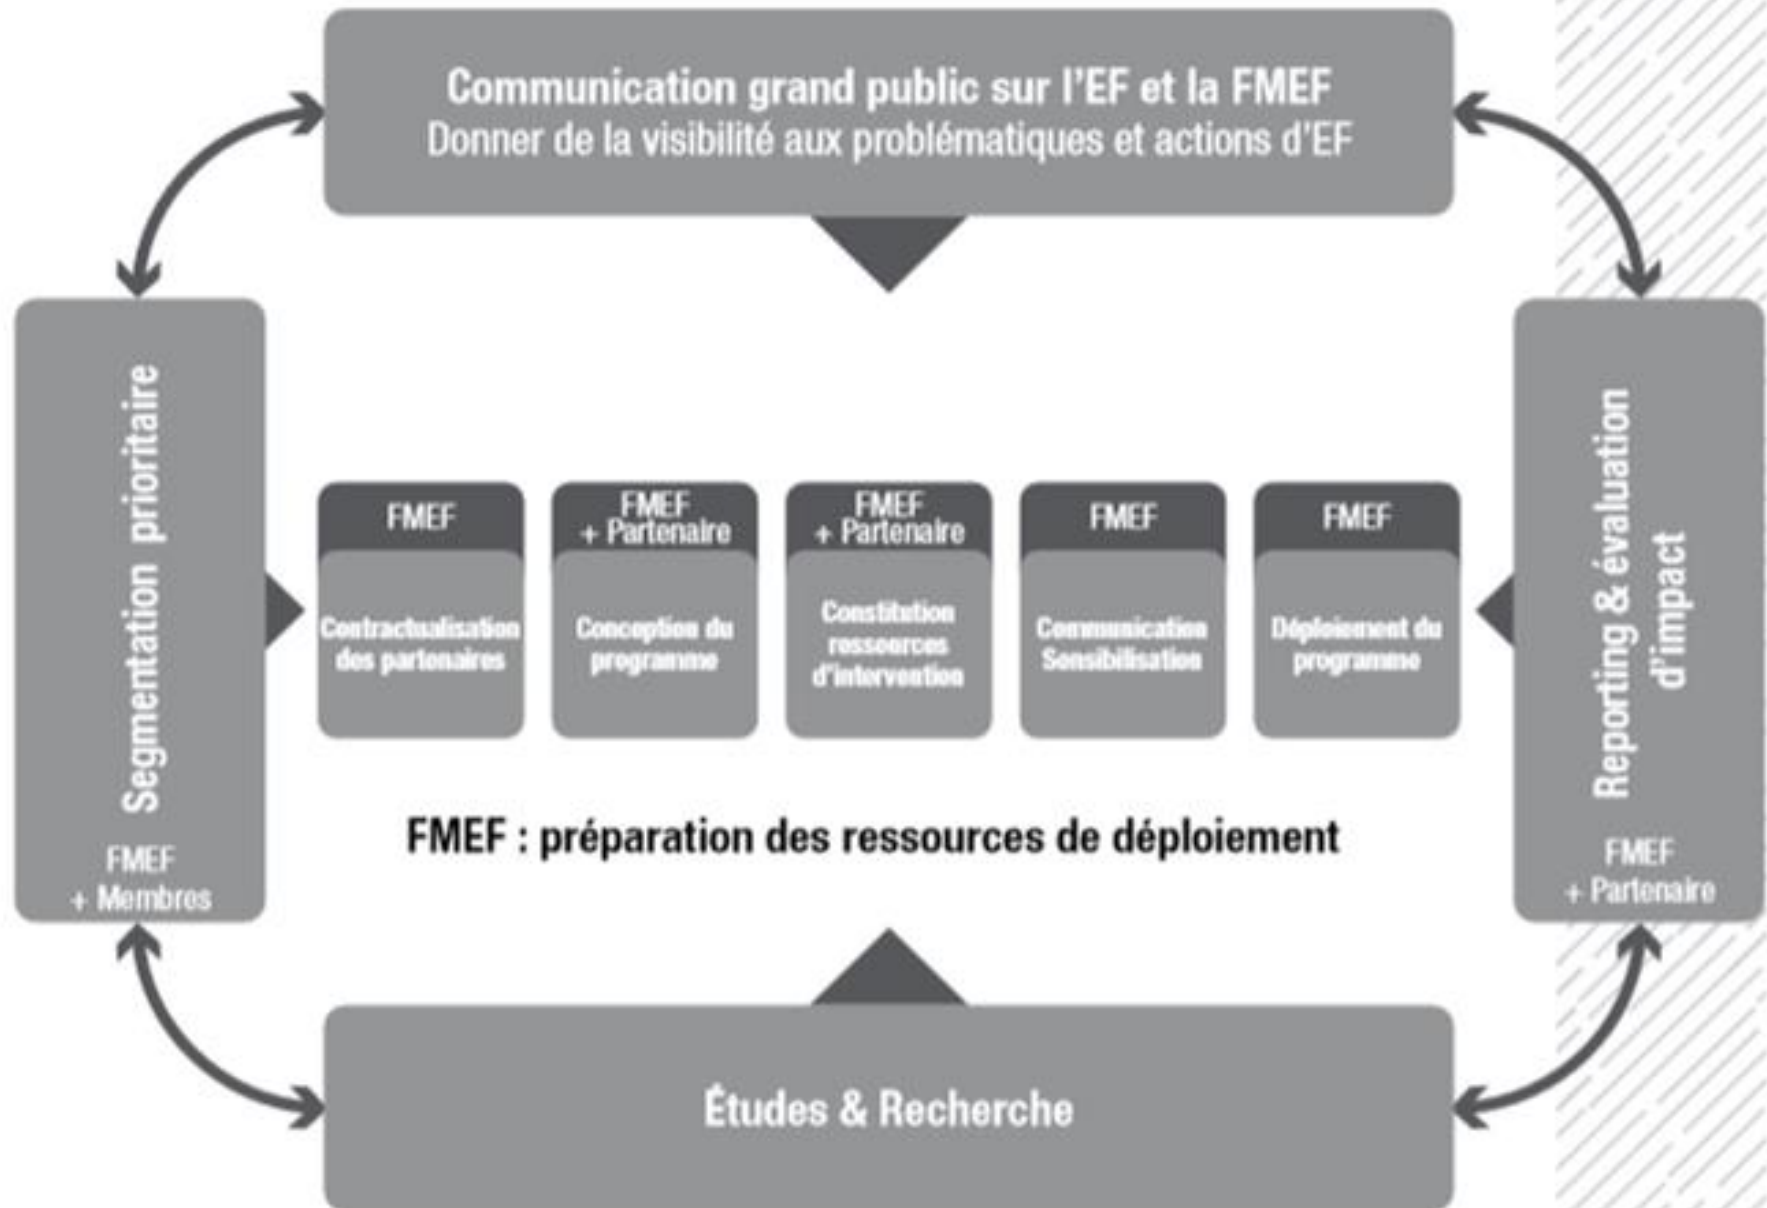 Communication grand public sur l'EF et la FMEF
Donner de la visibilité aux problématiques et actions d'EF
Segmentation prioritaire
FMEF
+ Membres
FMEF
Contractualisation
des partenaires
FMEF
+ Partenaire
Conception du
programme
FMEF
+ Partenaire
Constitution
ressources
d'intervention
FMEF
Communication
Sensibilisation
FMEF
Déploiement du
programme
Reporting & évaluation
d'impact
FMEF
+ Partenaire
FMEF : préparation des ressources de déploiement
Études & Recherche